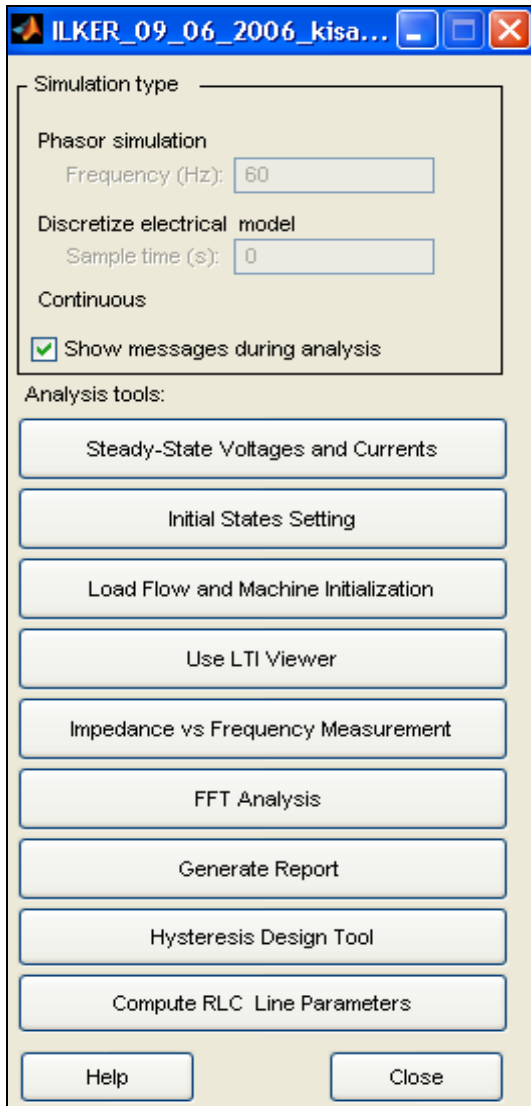 ILKER_09_06_2006_kisa...
Simulation type
Phasor simulation
Frequency (Hz): 60
Discretize electrical model
Sample time (s): 0
Continuous
Show messages during analysis
Analysis tools:
Steady-State Voltages and Currents
Initial States Setting
Load Flow and Machine Initialization
Use LTI Viewer
Impedance vs Frequency Measurement
FFT Analysis
Generate Report
Hysteresis Design Tool
Compute RLC Line Parameters
Help Close